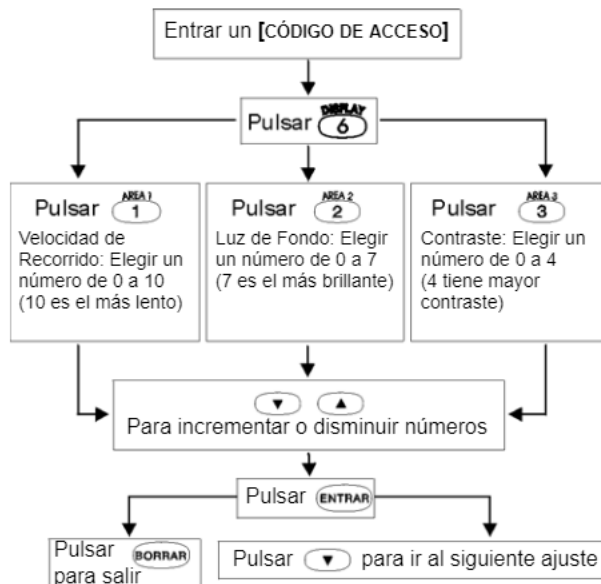 Entrar un [CÓDIGO DE ACCESO]
DISPLAY
Pulsar 6
AREA 1
Pulsar 1
Velocidad de
Recorrido: Elegir un
número de 0 a 10
(10 es el más lento)
AREA 2
Pulsar 2
Luz de Fondo: Elegir
un número de 0 a 7
(7 es el más brillante)
AREA 3
Pulsar 3
Contraste: Elegir un
número de 0 a 4
(4 tiene mayor
contraste)
Para incrementar o disminuir números
Pulsar ENTRAR
Pulsar BORRAR
para salir
Pulsar para ir al siguiente ajuste